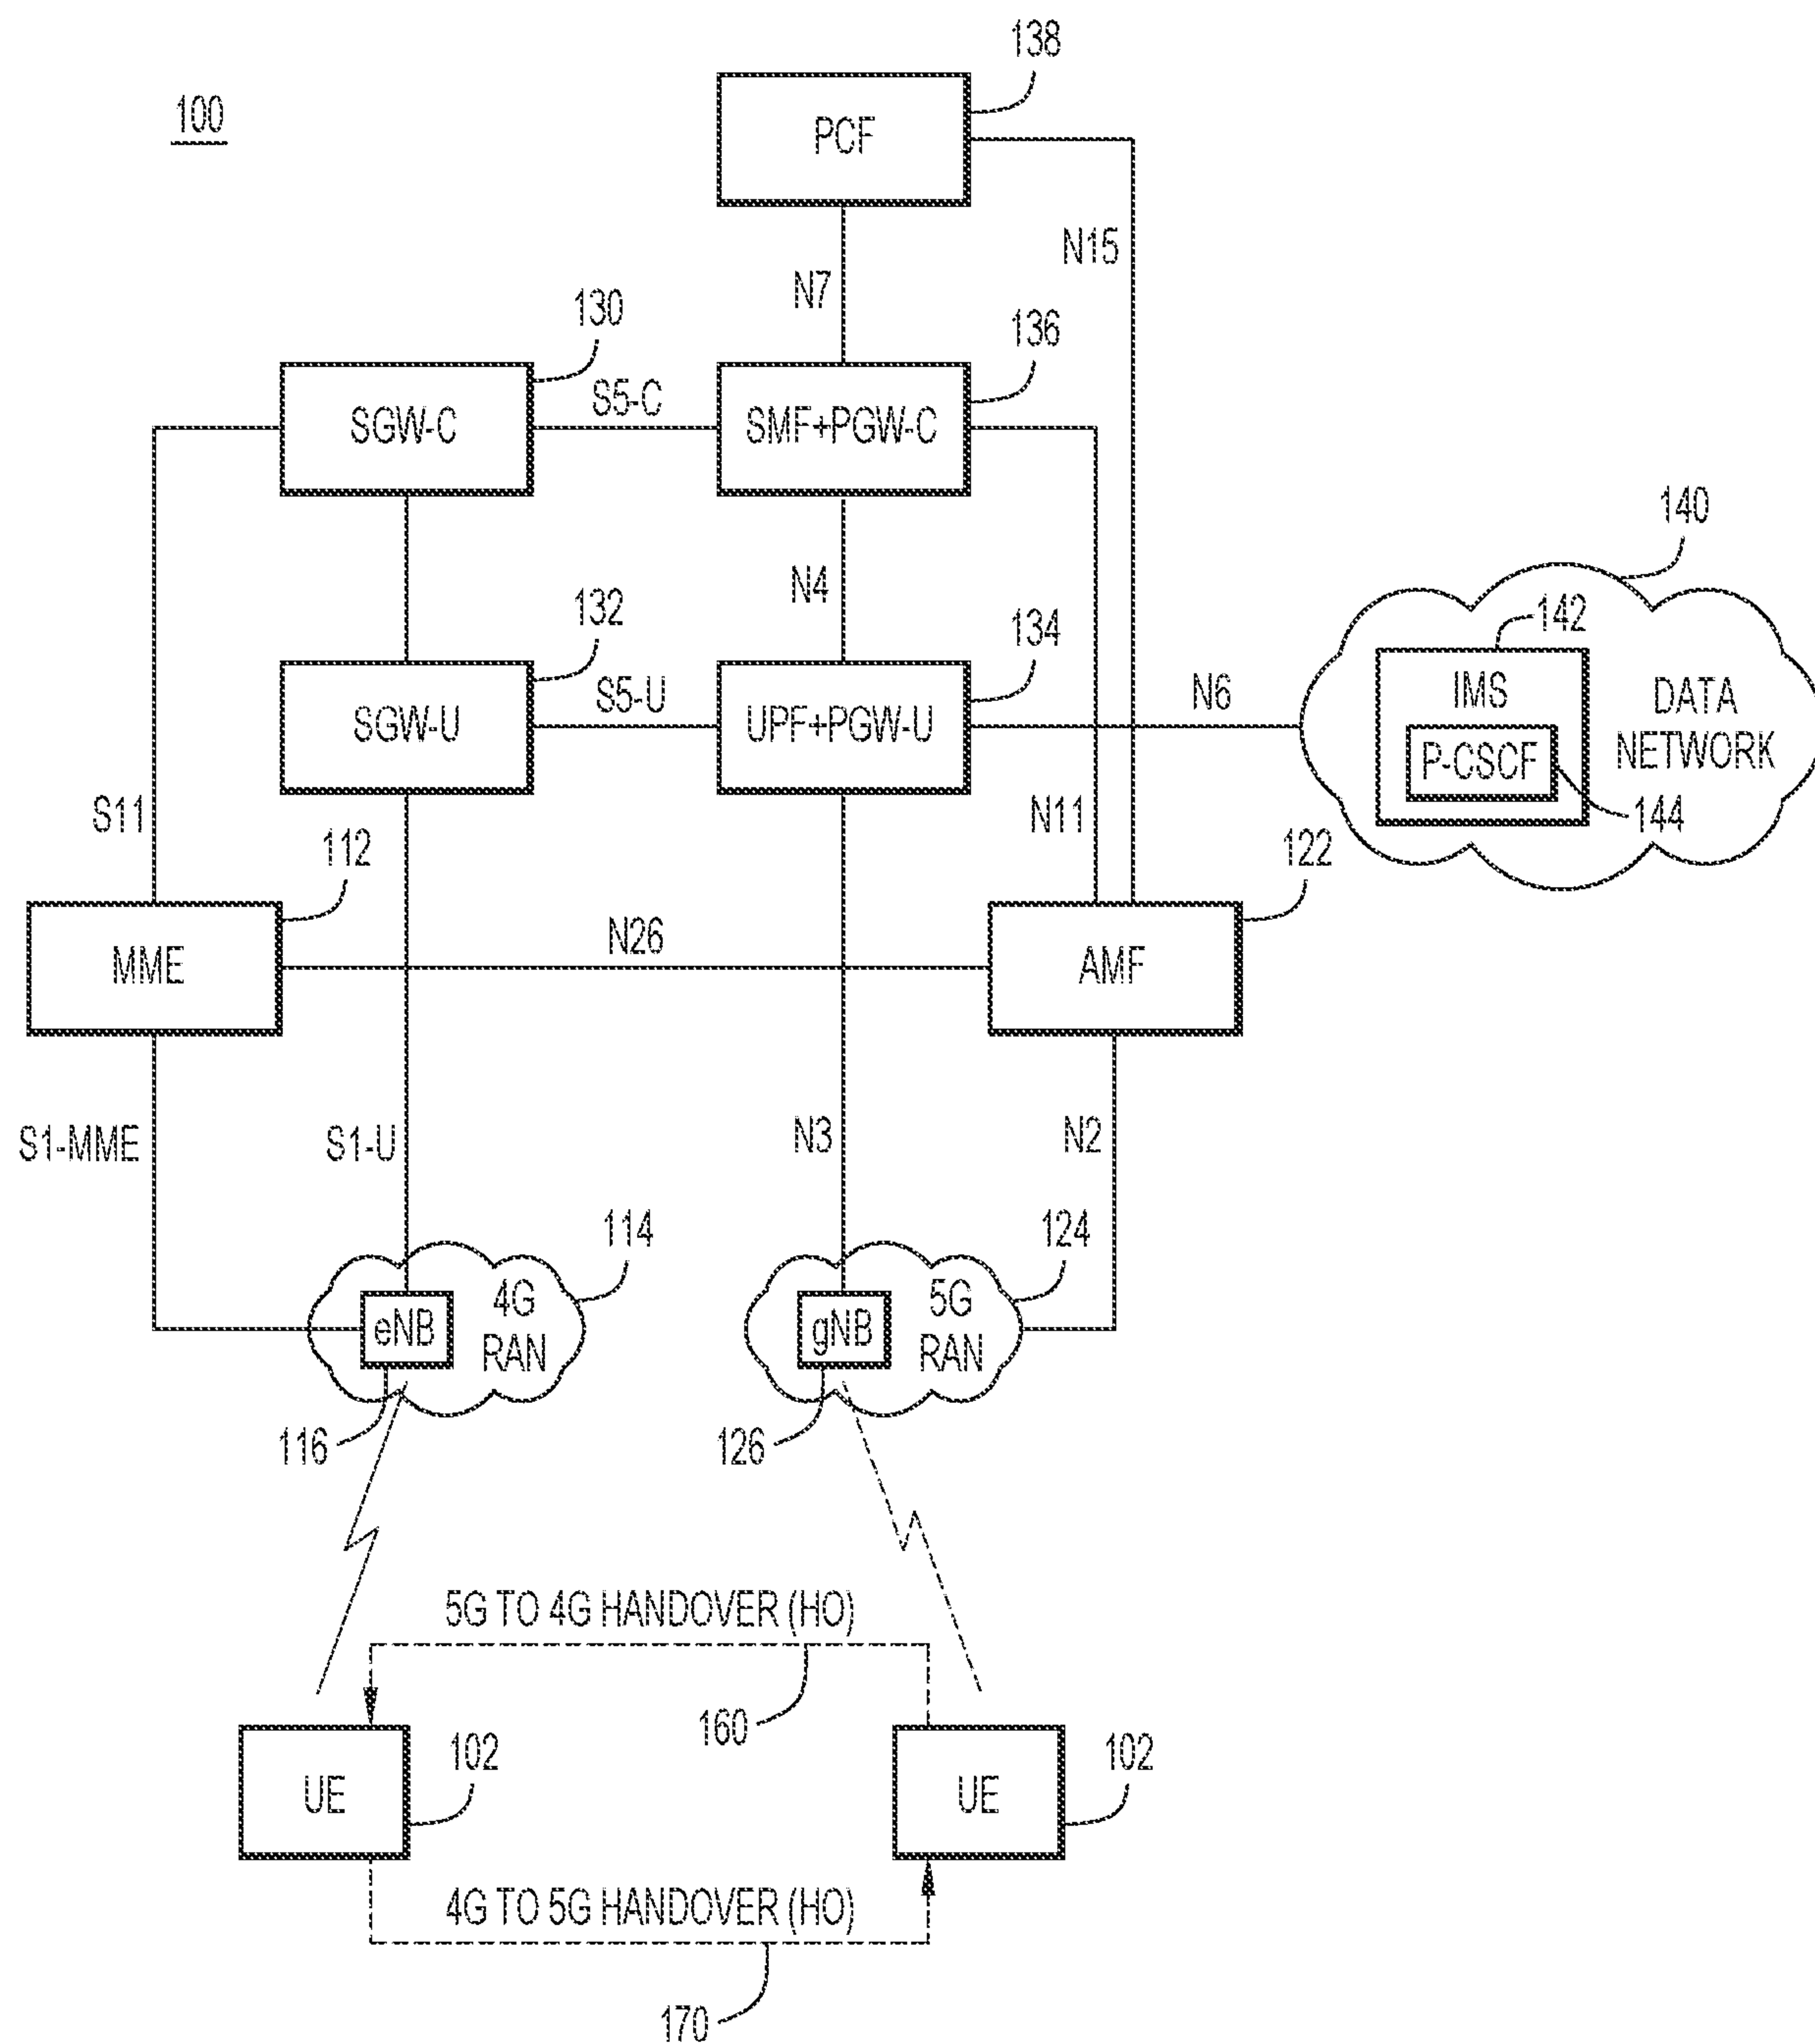 100
138
PCF
N15
N7
130
136
SGW-C
S5-C
SMF+PGW-C
140
N4
132
134
142
IMS
SGW-U
S5-U
UPF+PGW-U
N6
DATA
NETWORK
P-CSCF
S11
N11
144
112
122
MME
N26
AMF
S1-MME
S1-U
N3
N2
114
124
eNB
4G
RAN
gNB
5G
RAN
116
126
5G TO 4G HANDOVER (HO)
160
102
102
UE
UE
4G TO 5G HANDOVER (HO)
170